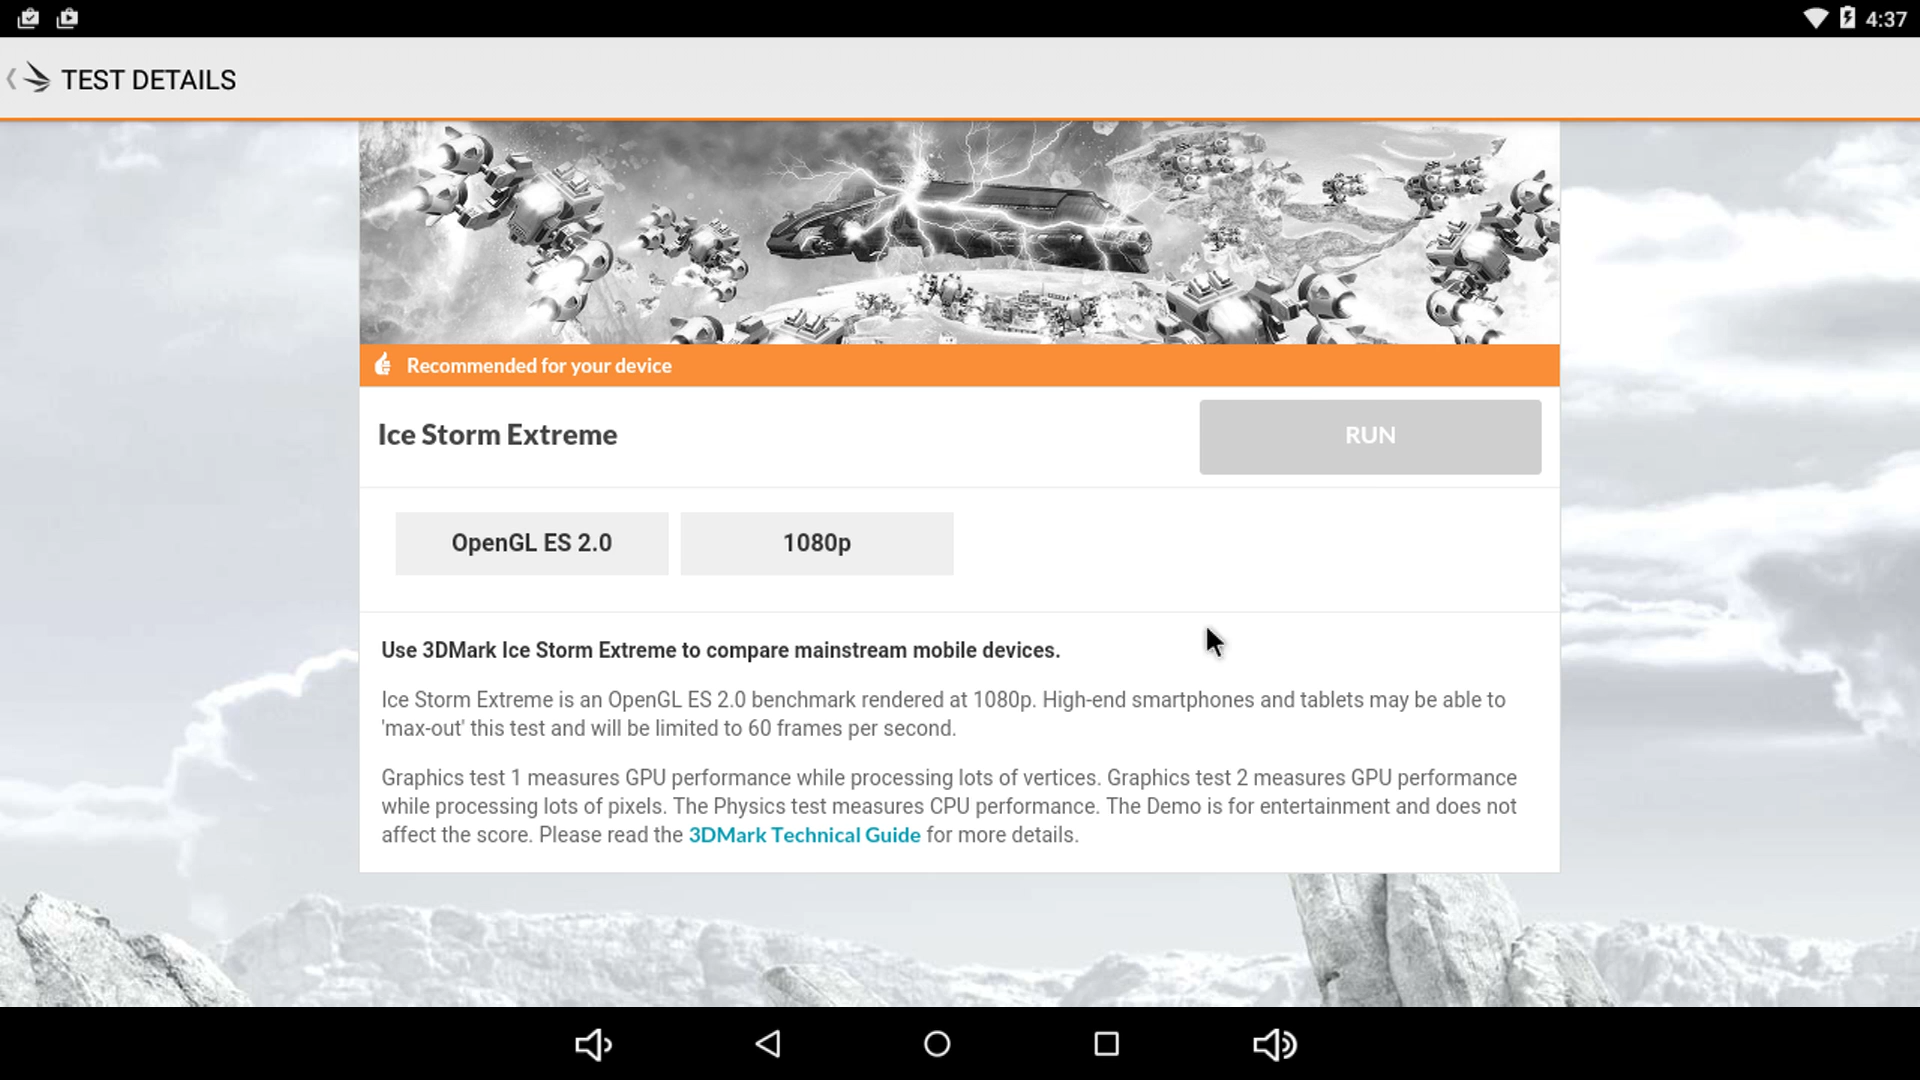 4:37
TEST DETAILS
Recommended for your device
Ice Storm Extreme
RUN
OpenGL ES 2.0
1080p
Use 3DMark Ice Storm Extreme to compare mainstream mobile devices.
Ice Storm Extreme is an OpenGL ES 2.0 benchmark rendered at 1080p. High-end smartphones and tablets may be able to
'max-out' this test and will be limited to 60 frames per second.
Graphics test 1 measures GPU performance while processing lots of vertices. Graphics test 2 measures GPU performance
while processing lots of pixels. The Physics test measures CPU performance. The Demo is for entertainment and does not
affect the score. Please read the 3DMark Technical Guide for more details.